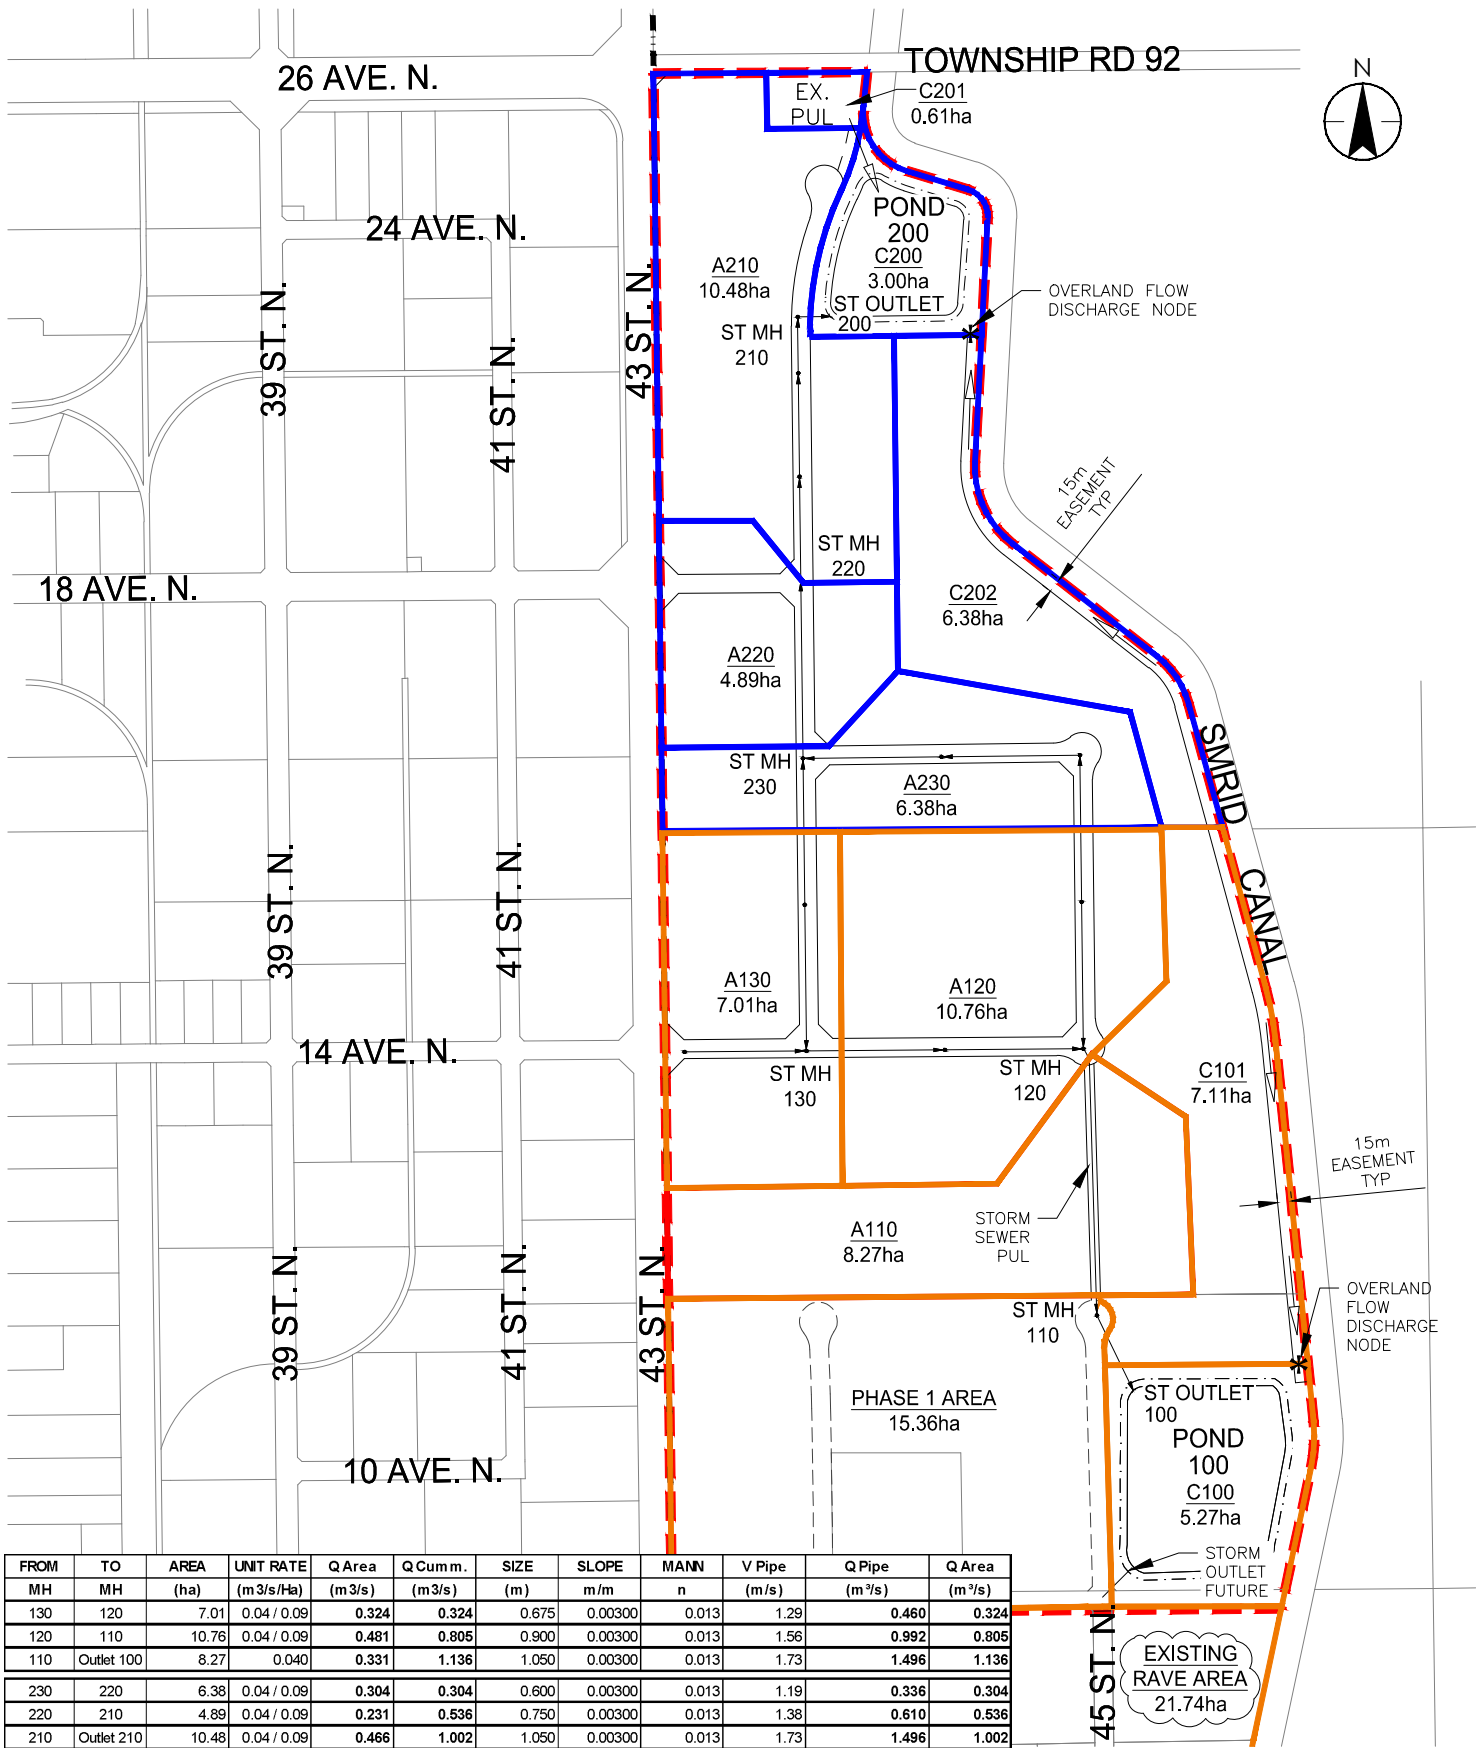 TOWNSHIP RD 92
26 AVE. N.
N
EX.
PUL
C201
0.61ha
POND
200
C200
3.00ha
ST OUTLET
200
24 AVE. N.
A210
10.48ha
ST MH
210
OVERLAND FLOW
DISCHARGE NODE
39 ST. N.
41 ST. N.
43 ST. N.
15m
EASEMENT
TYP
ST MH
220
18 AVE. N.
C202
6.38ha
A220
4.89ha
SMRID
CANAL
ST MH
230
A230
6.38ha
39 ST. N.
41 ST. N.
A130
7.01ha
A120
10.76ha
14 AVE. N.
ST MH
130
ST MH
120
C101
7.11ha
15m
EASEMENT
TYP
STORM
SEWER
PUL
A110
8.27ha
39 ST. N.
41 ST. N.
43 ST. N.
ST MH
110
OVERLAND
FLOW
DISCHARGE
NODE
PHASE 1 AREA
15.36ha
ST OUTLET
100
POND
100
C100
5.27ha
10 AVE. N.
STORM
OUTLET
FUTURE
45 ST. N
EXISTING
RAVE AREA
21.74ha
FROM TO AREA UNIT RATE Q Area Q Cumm. SIZE SLOPE MANN V Pipe Q Pipe Q Area
MH MH (ha) (m3/s/Ha) (m3/s) (m3/s) (m) m/m n (m/s) (m³/s) (m³/s)
130 120 7.01 0.04 / 0.09 0.324 0.324 0.675 0.00300 0.013 1.29 0.460 0.324
120 110 10.76 0.04 / 0.09 0.481 0.805 0.900 0.00300 0.013 1.56 0.992 0.805
110 Outlet 100 8.27 0.040 0.331 1.136 1.050 0.00300 0.013 1.73 1.496 1.136
230 220 6.38 0.04 / 0.09 0.304 0.304 0.600 0.00300 0.013 1.19 0.336 0.304
220 210 4.89 0.04 / 0.09 0.231 0.536 0.750 0.00300 0.013 1.38 0.610 0.536
210 Outlet 210 10.48 0.04 / 0.09 0.466 1.002 1.050 0.00300 0.013 1.73 1.496 1.002